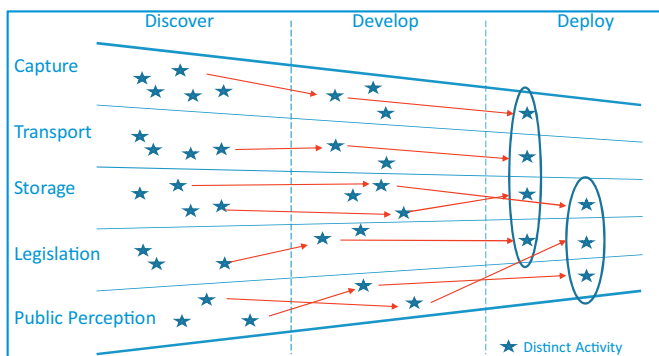 Discover
Develop
Deploy
Capture
Transport
Storage
Legislation
Public Perception
Distinct Activity